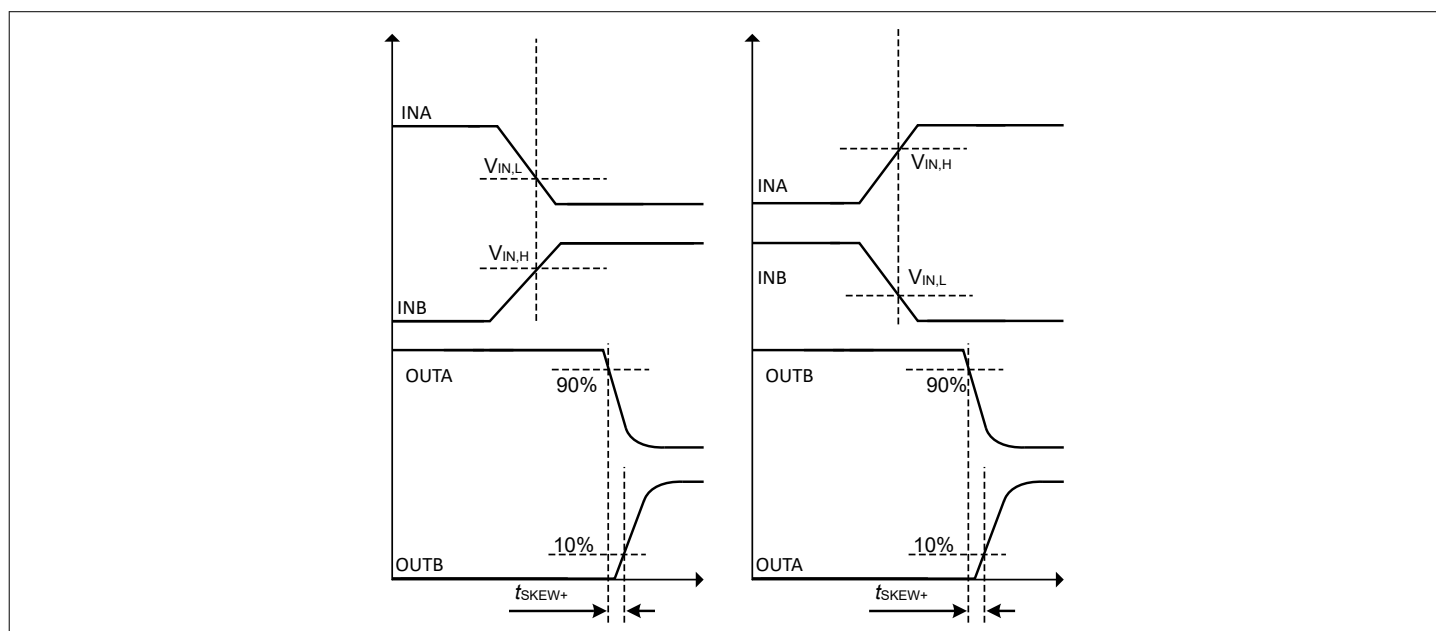 INA
VIN,L
VIN,H
INB
OUTA
90%
10%
OUTB
tSKEW+
VIN,H
INA
VIN,L
INB
OUTB
90%
10%
OUTA
tSKEW+